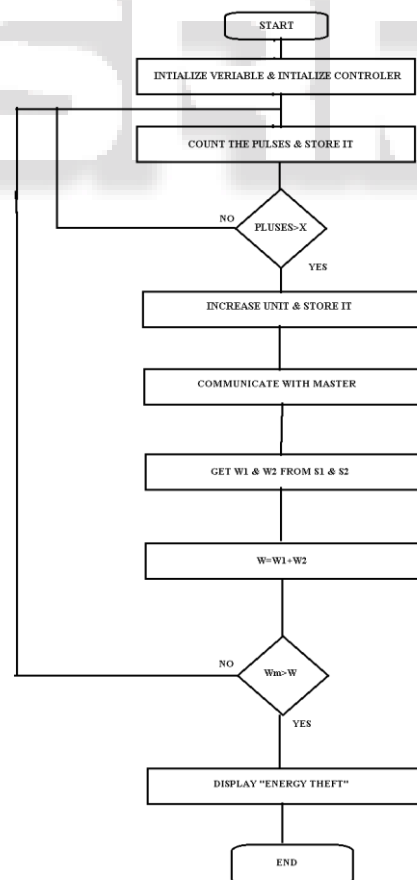 START
INTIALIZE VERIABLE & INTIALIZE CONTROLER
COUNT THE PULSES & STORE IT
NO
PLUSES>X
YES
INCREASE UNIT & STORE IT
COMMUNICATE WITH MASTER
GET W1 & W2 FROM S1 & S2
W=W1+W2
NO
Wm>W
YES
DISPLAY "ENERGY THEFT"
END